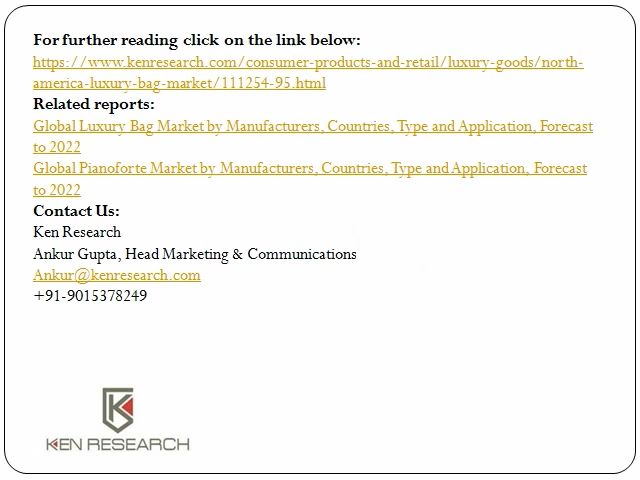 For further reading click on the link below:
https://www.kenresearch.com/consumer-products-and-retail/luxury-goods/north-
america-luxury-bag-market/111254-95.html
Related reports:
Global Luxury Bag Market by Manufacturers, Countries, Type and Application, Forecast
to 2022
Global Pianoforte Market by Manufacturers, Countries, Type and Application, Forecast
to 2022
Contact Us:
Ken Research
Ankur Gupta, Head Marketing & Communications
Ankur@kenresearch.com
+91-9015378249
KEN RESEARCH